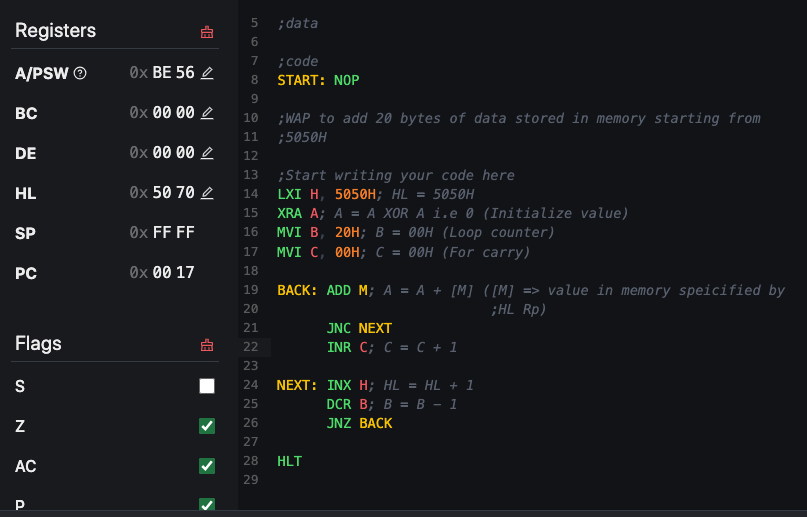 Registers
A/PSW ? 0x BE 56
BC 0x 00 00
DE 0x 00 00
HL 0x 50 70
SP 0x FF FF
PC 0x 00 17
Flags
S
Z
AC
P
5 ;data
6
7 ;code
8 START: NOP
9
10 ;WAP to add 20 bytes of data stored in memory starting from
11 ;5050H
12
13 ;Start writing your code here
14 LXI H, 5050H; HL = 5050H
15 XRA A; A = A XOR A i.e 0 (Initialize value)
16 MVI B, 20H; B = 00H (Loop counter)
17 MVI C, 00H; C = 00H (For carry)
18
19 BACK: ADD M; A = A + [M] ([M] => value in memory speicified by
20 ;HL Rp)
21 JNC NEXT
22 INR C; C = C + 1
23
24 NEXT: INX H; HL = HL + 1
25 DCR B; B = B - 1
26 JNZ BACK
27
28 HLT
29